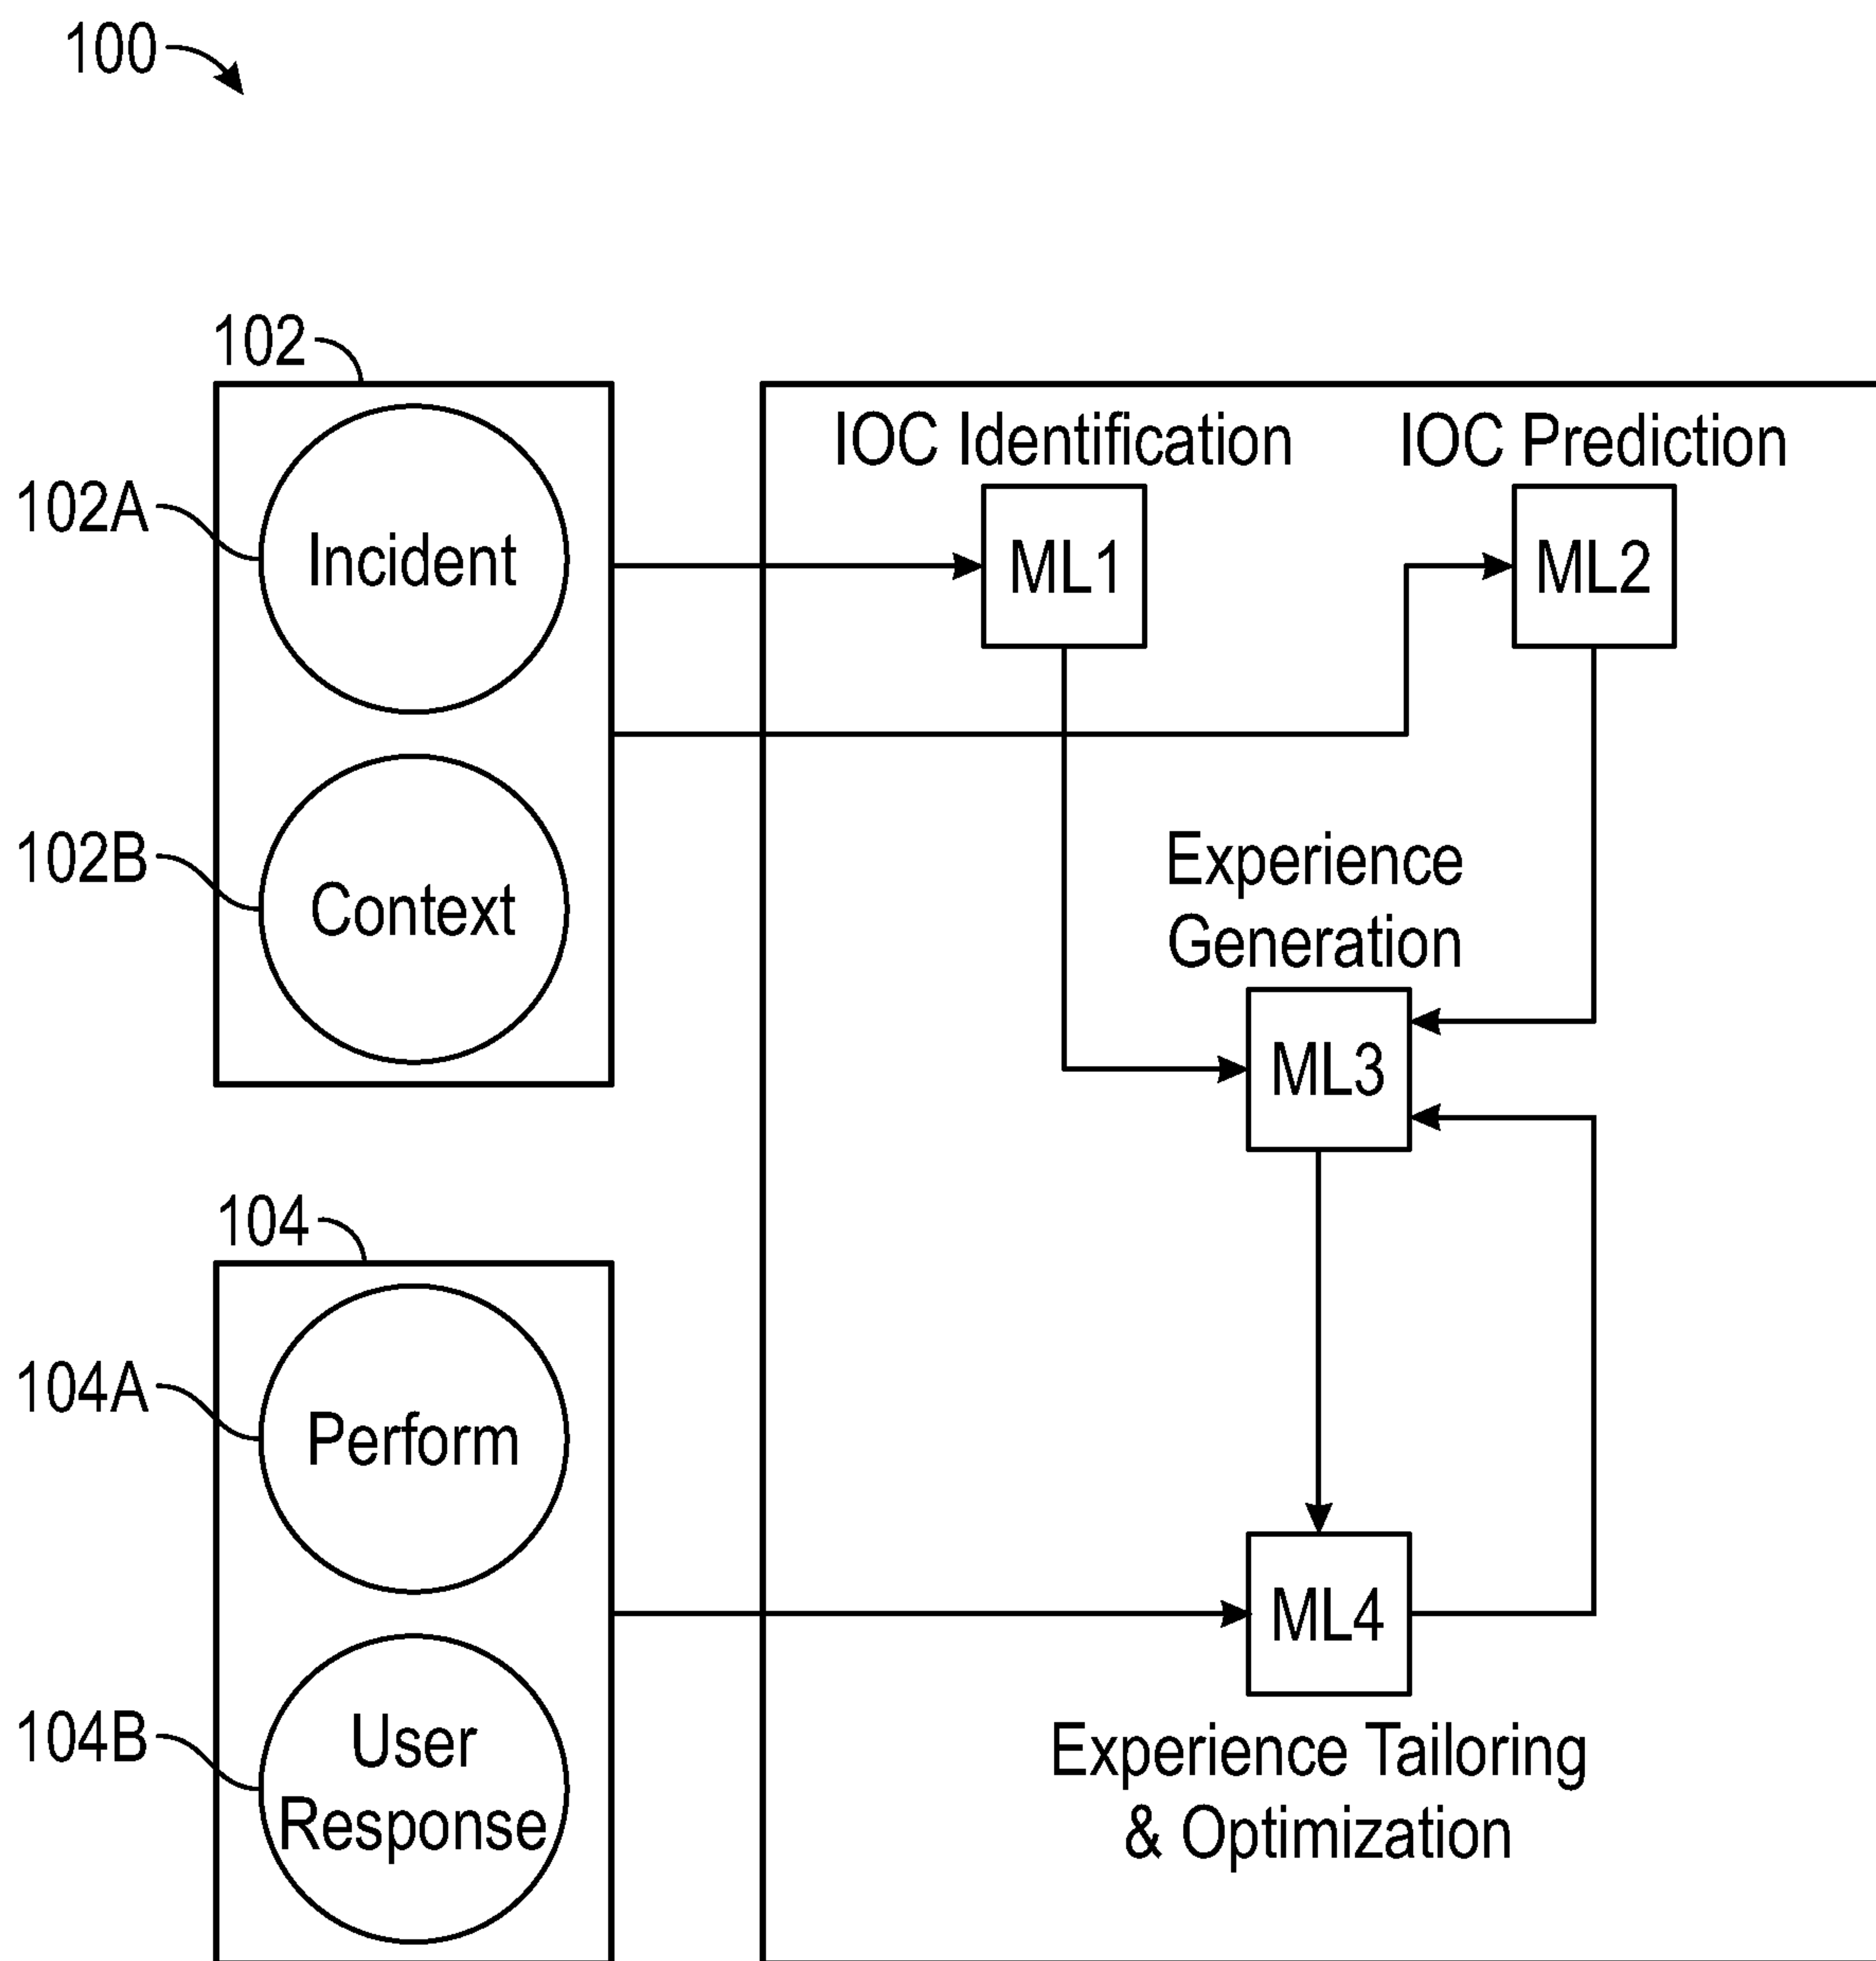 100
102
IOC Identification
IOC Prediction
102A
Incident
ML1
ML2
102B
Context
Experience
Generation
ML3
104
104A
Perform
ML4
104B
User
Response
Experience Tailoring
& Optimization